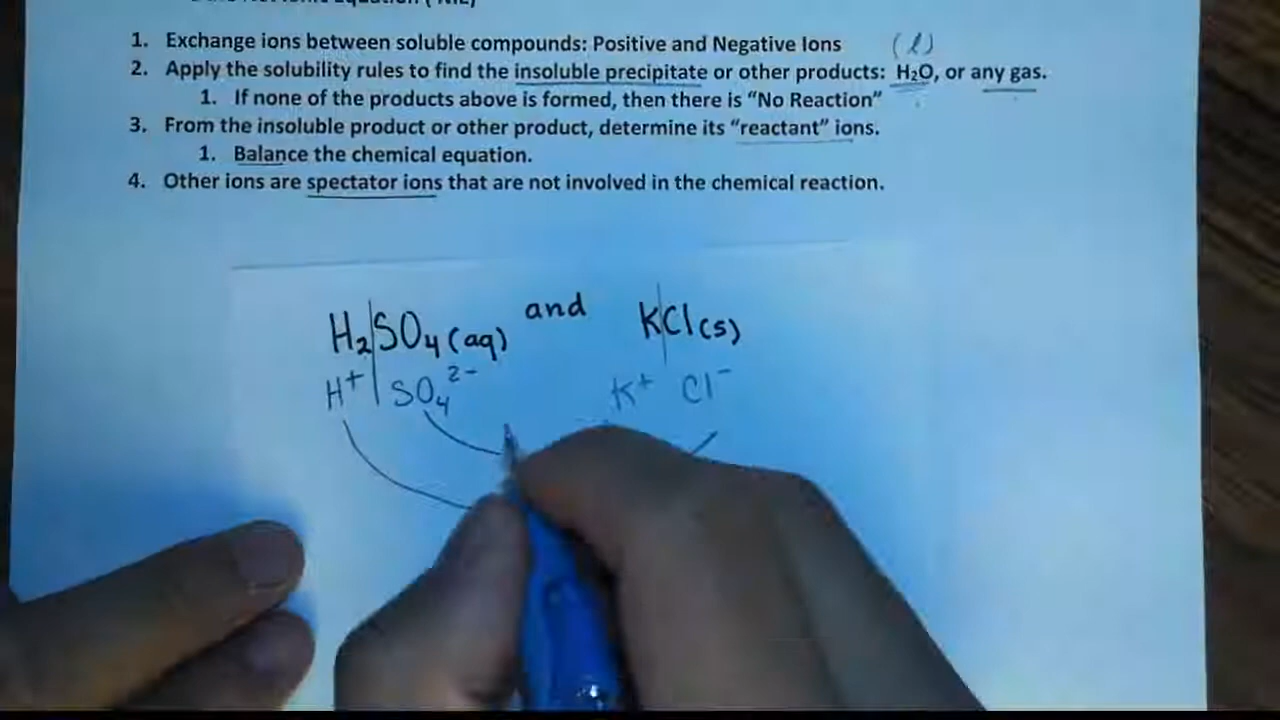 1. Exchange ions between soluble compounds: Positive and Negative Ions (l)
2. Apply the solubility rules to find the insoluble precipitate or other products: H₂O, or any gas.
1. If none of the products above is formed, then there is "No Reaction"
3. From the insoluble product or other product, determine its "reactant" ions.
1. Balance the chemical equation.
4. Other ions are spectator ions that are not involved in the chemical reaction.
H₂|SO₄(aq) and K|Cl(s)
H⁺ | SO₄²⁻ K⁺ Cl⁻